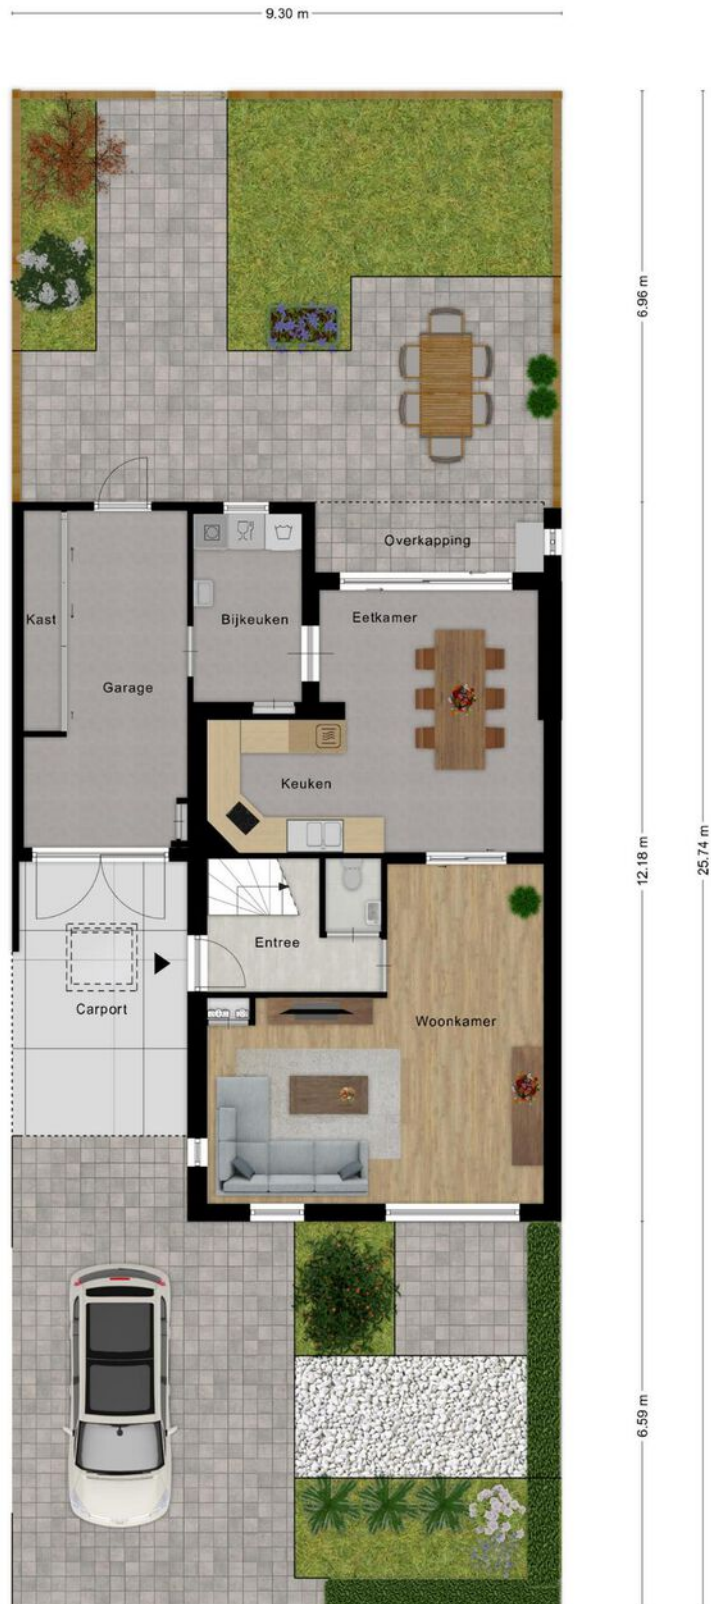 9.30 m
6.96 m
Overkapping
Kast
Bijkeuken
Eetkamer
Garage
Keuken
12.18 m
25.74 m
Entree
Carport
Woonkamer
6.59 m